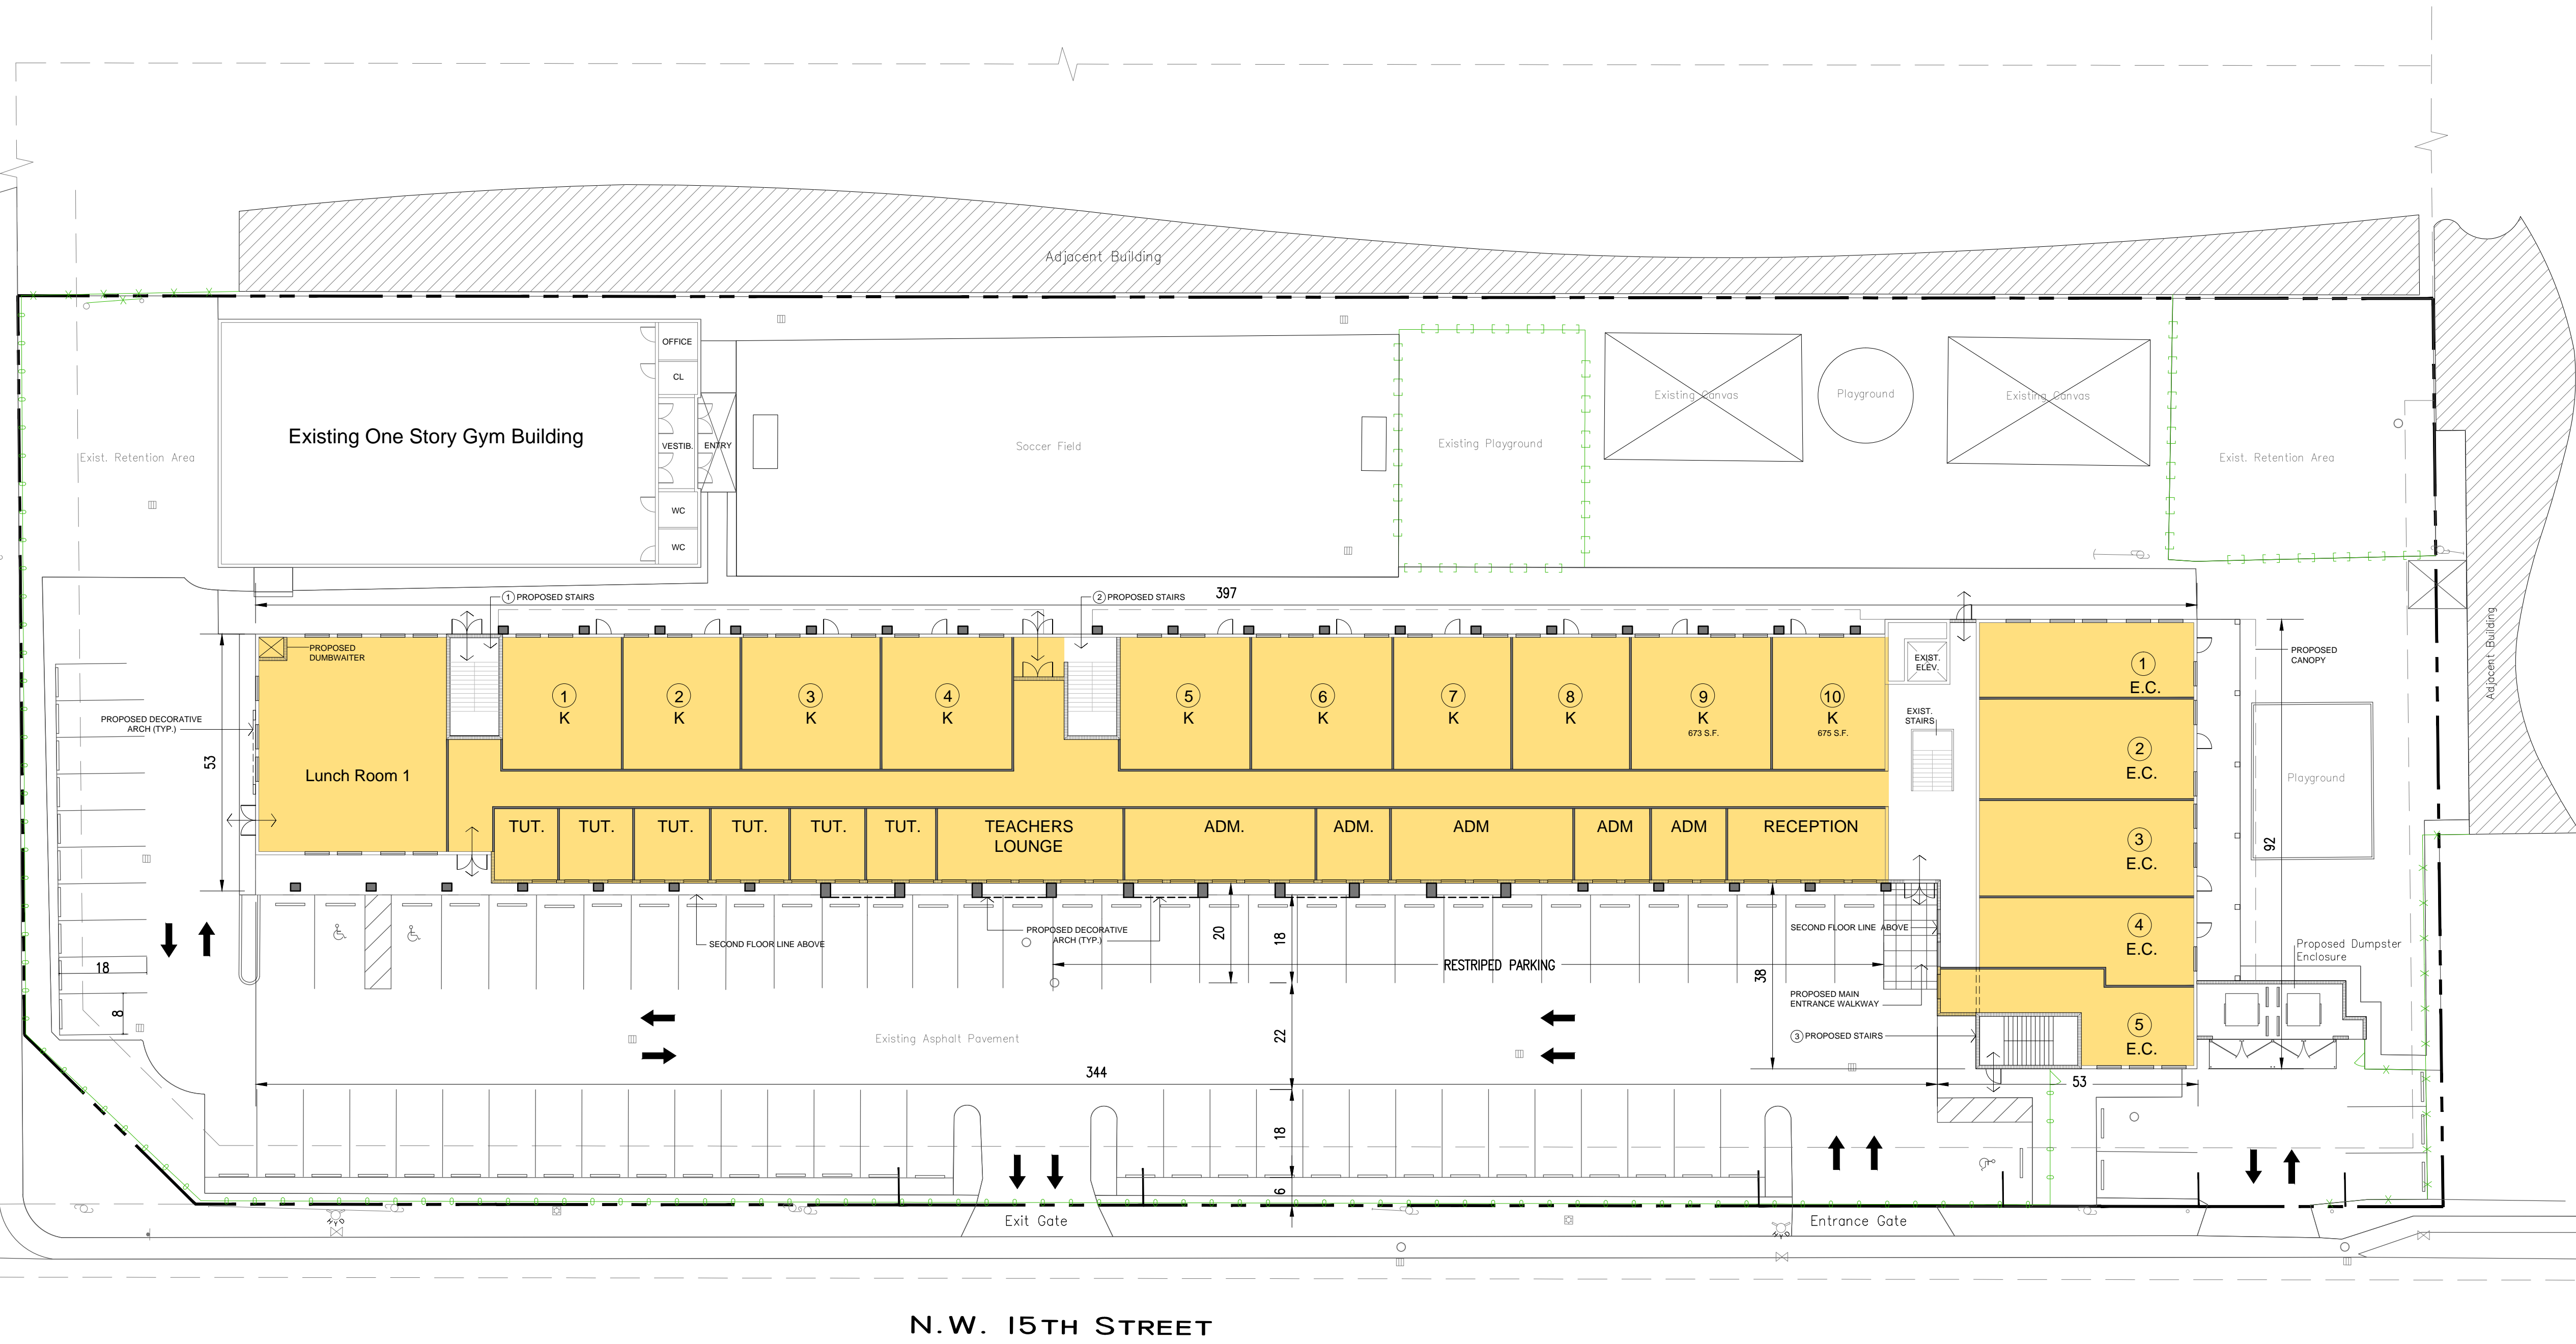 Adjacent Building
OFFICE
CL
VESTIB.
ENTRY
WC
WC
Existing One Story Gym Building
Exist. Retention Area
Soccer Field
Existing Playground
Existing Canvas
Playground
Existing Canvas
Exist. Retention Area
397
1 PROPOSED STAIRS
2 PROPOSED STAIRS
PROPOSED
DUMBWAITER
PROPOSED DECORATIVE
ARCH (TYP.)
53
Lunch Room 1
1
K
2
K
3
K
4
K
5
K
6
K
7
K
8
K
9
K
673 S.F.
10
K
675 S.F.
EXIST.
ELEV.
EXIST.
STAIRS
1
E.C.
2
E.C.
3
E.C.
4
E.C.
5
E.C.
PROPOSED
CANOPY
Adjacent Building
Playground
92
TUT.
TUT.
TUT.
TUT.
TUT.
TUT.
TEACHERS
LOUNGE
ADM.
ADM.
ADM
ADM
ADM
RECEPTION
SECOND FLOOR LINE ABOVE
PROPOSED DECORATIVE
ARCH (TYP.)
20
18
RESTRIPED PARKING
38
SECOND FLOOR LINE ABOVE
PROPOSED MAIN
ENTRANCE WALKWAY
3 PROPOSED STAIRS
Proposed Dumpster
Enclosure
18
8
Existing Asphalt Pavement
22
344
53
18
6
Exit Gate
Entrance Gate
N.W. 15TH STREET